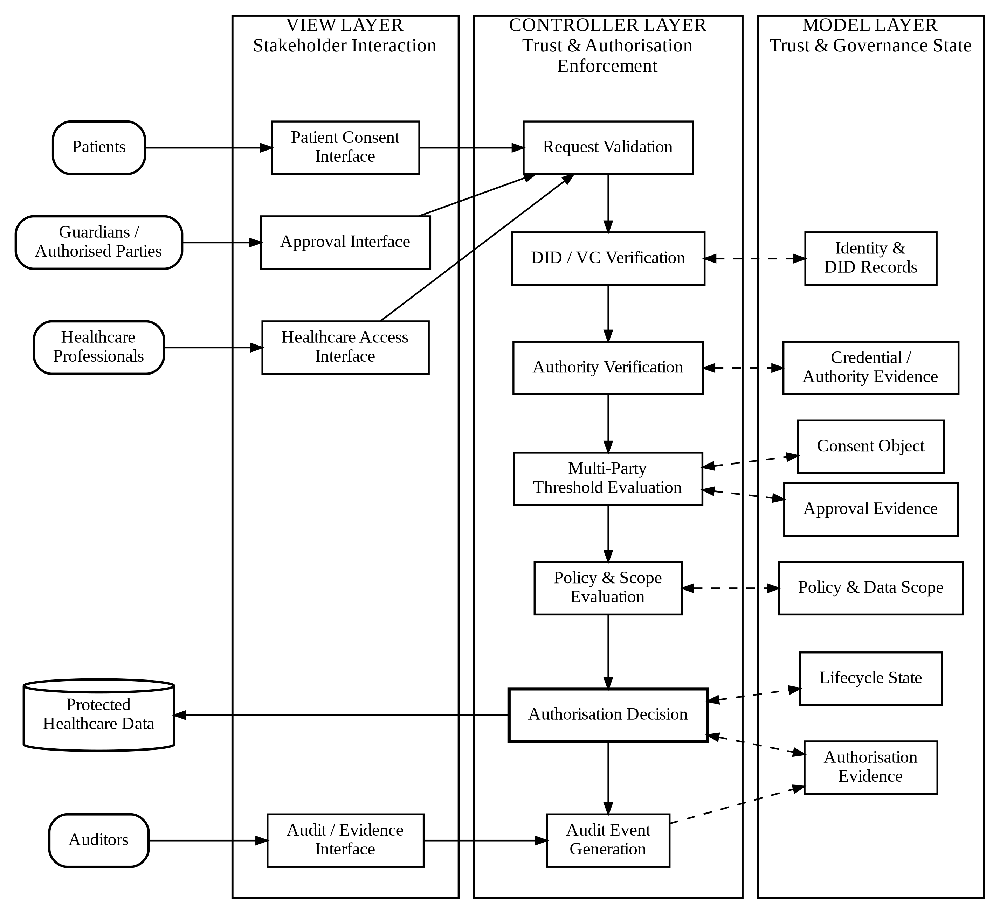 VIEW LAYER
Stakeholder Interaction
CONTROLLER LAYER
Trust & Authorisation
Enforcement
MODEL LAYER
Trust & Governance State
Patients
Patient Consent
Interface
Request Validation
Guardians /
Authorised Parties
Approval Interface
DID / VC Verification
Identity &
DID Records
Healthcare
Professionals
Healthcare Access
Interface
Authority Verification
Credential /
Authority Evidence
Consent Object
Multi-Party
Threshold Evaluation
Approval Evidence
Policy & Scope
Evaluation
Policy & Data Scope
Lifecycle State
Protected
Healthcare Data
Authorisation Decision
Authorisation
Evidence
Auditors
Audit / Evidence
Interface
Audit Event
Generation